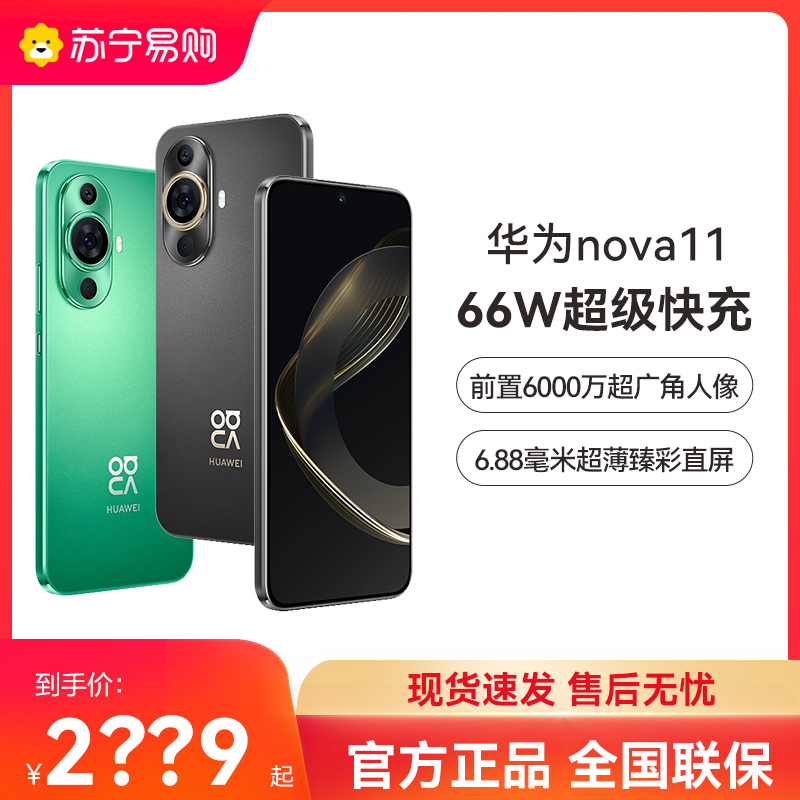 苏宁易购
华为nova11
66W超级快充
前置6000万超广角人像
6.88毫米超薄臻彩直屏
HUAWEI
HUAWEI
到手价：
¥2??9起
现货速发 售后无忧
官方正品 全国联保